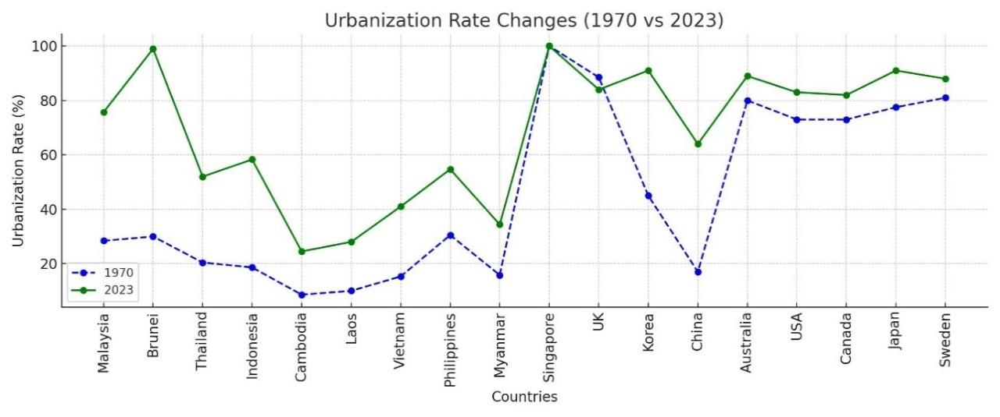 Urbanization Rate Changes (1970 vs 2023)
Urbanization Rate (%)
100
80
60
40
20
1970
2023
Malaysia
Brunei
Thailand
Indonesia
Cambodia
Laos
Vietnam
Philippines
Myanmar
Singapore
UK
Korea
China
Australia
USA
Canada
Japan
Sweden
Countries